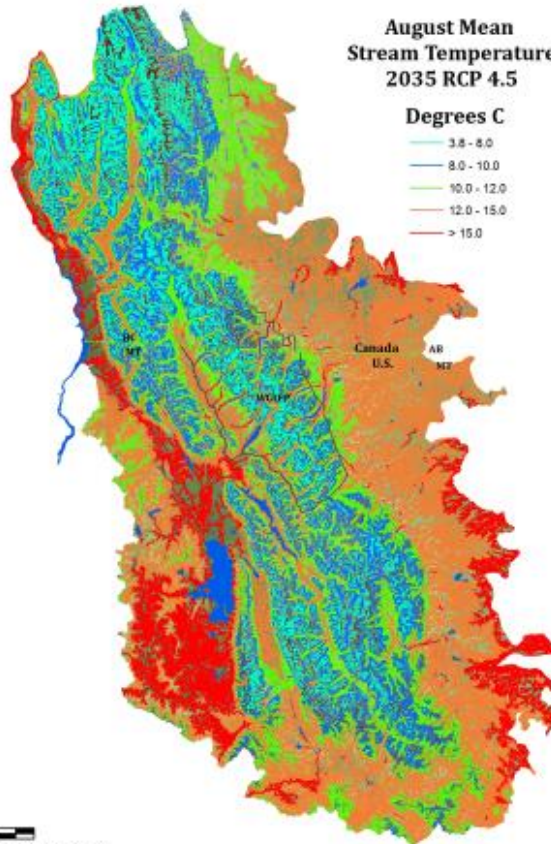 August Mean
Stream Temperature
2035 RCP 4.5
Degrees C
3.8 - 8.0
8.0 - 10.0
10.0 - 12.0
12.0 - 15.0
> 15.0
BC
MT
Canada
U.S.
AB
MT
WGIFP